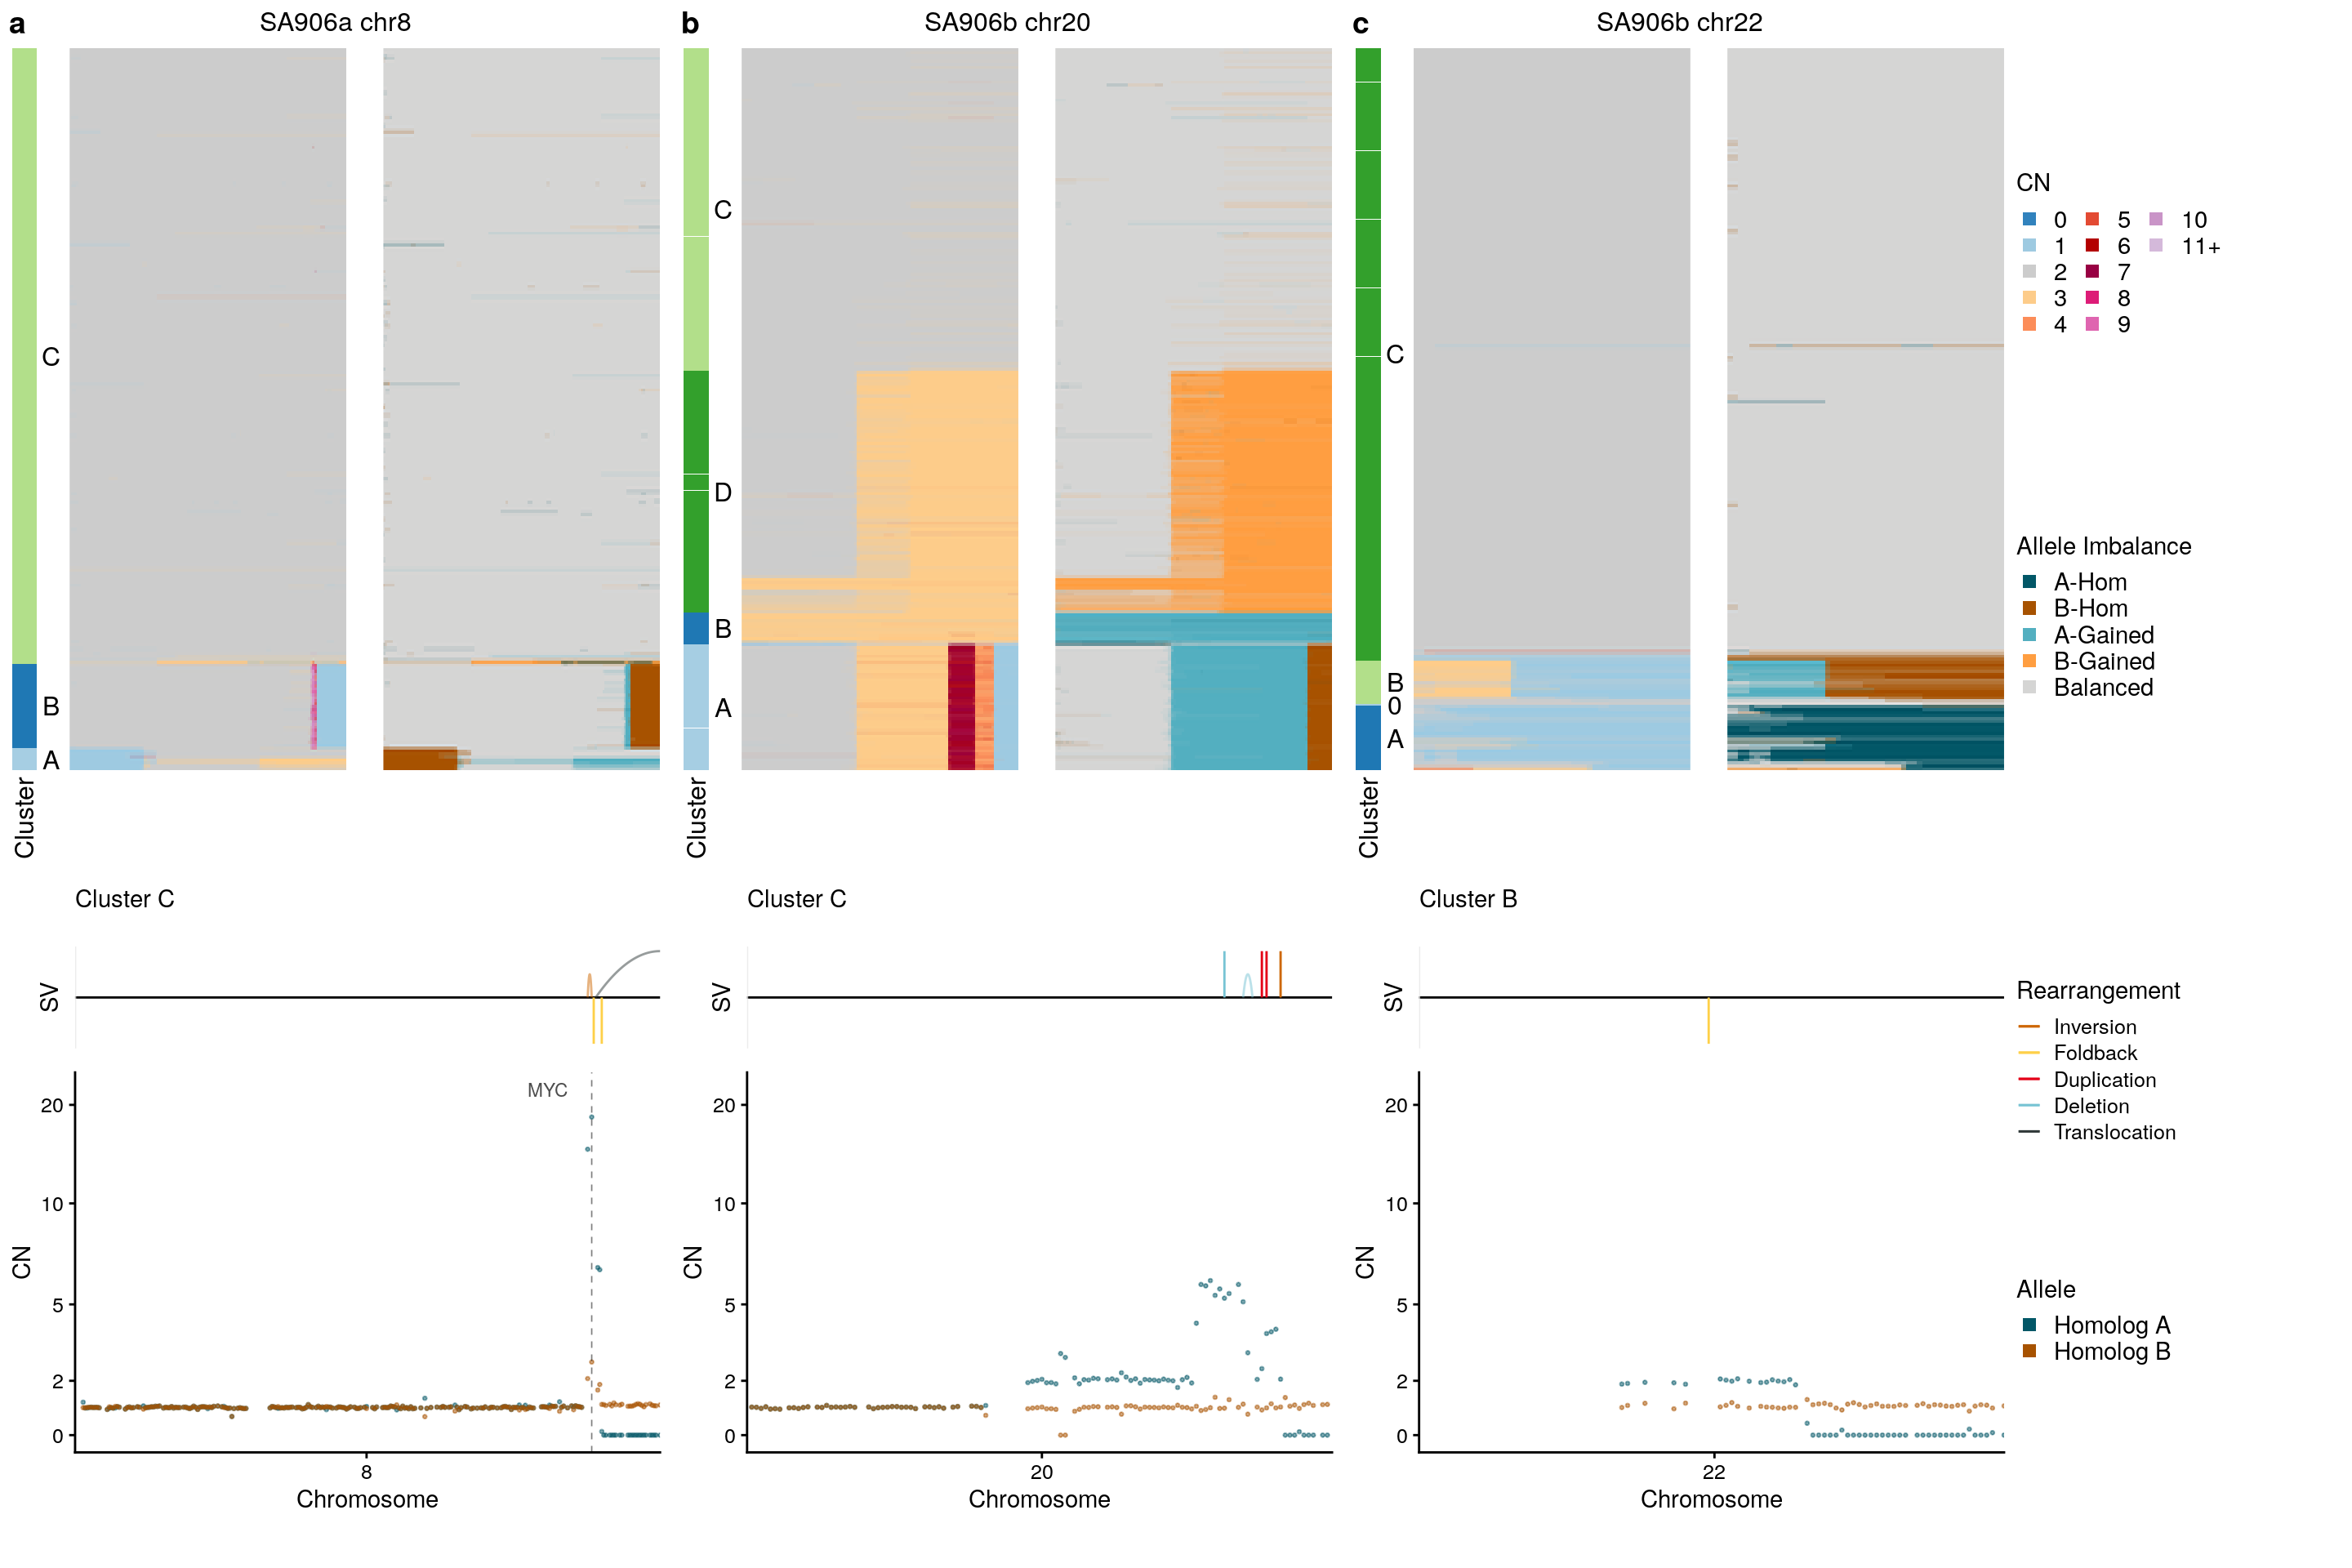 a
SA906a chr8
b
SA906b chr20
c
SA906b chr22
C
B
A
Cluster
C
D
B
A
Cluster
C
B
0
A
Cluster
CN
0 5 10
1 6 11+
2 7
3 8
4 9
Allele Imbalance
A-Hom
B-Hom
A-Gained
B-Gained
Balanced
Cluster C
SV
MYC
20
10
5
2
0
CN
8
Chromosome
Cluster C
SV
20
10
5
2
0
CN
20
Chromosome
Cluster B
SV
20
10
5
2
0
CN
22
Chromosome
Rearrangement
Inversion
Foldback
Duplication
Deletion
Translocation
Allele
Homolog A
Homolog B